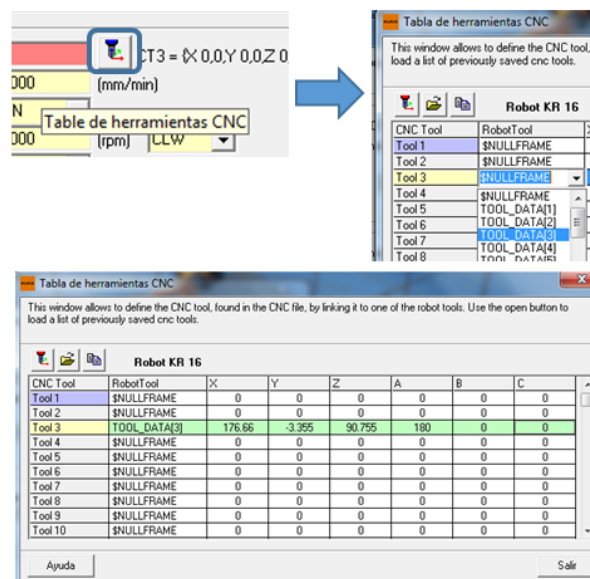 CT3 = {X 0,0,Y 0,0,Z 0
000
(mm/min)
N
Table de herramientas CNC
000
(rpm)
CLW
Tabla de herramientas CNC
This window allows to define the CNC tool,
load a list of previously saved cnc tools.
Robot KR 16
CNC Tool RobotTool X
Tool 1 $NULLFRAME
Tool 2 $NULLFRAME
Tool 3 $NULLFRAME
Tool 4 $NULLFRAME
Tool 5 TOOL_DATA[1]
Tool 6 TOOL_DATA[2]
TOOL_DATA[3]
Tool 7 TOOL_DATA[4]
Tool 8 TOOL_DATA[5]
Tabla de herramientas CNC
This window allows to define the CNC tool, found in the CNC file, by linking it to one of the robot tools. Use the open button to
load a list of previously saved cnc tools.
Robot KR 16
CNC Tool RobotTool X Y Z A B C
Tool 1 $NULLFRAME 0 0 0 0 0 0
Tool 2 $NULLFRAME 0 0 0 0 0 0
Tool 3 TOOL_DATA[3] 176.66 -3.355 90.755 180 0 0
Tool 4 $NULLFRAME 0 0 0 0 0 0
Tool 5 $NULLFRAME 0 0 0 0 0 0
Tool 6 $NULLFRAME 0 0 0 0 0 0
Tool 7 $NULLFRAME 0 0 0 0 0 0
Tool 8 $NULLFRAME 0 0 0 0 0 0
Tool 9 $NULLFRAME 0 0 0 0 0 0
Tool 10 $NULLFRAME 0 0 0 0 0 0
Ayuda Salir